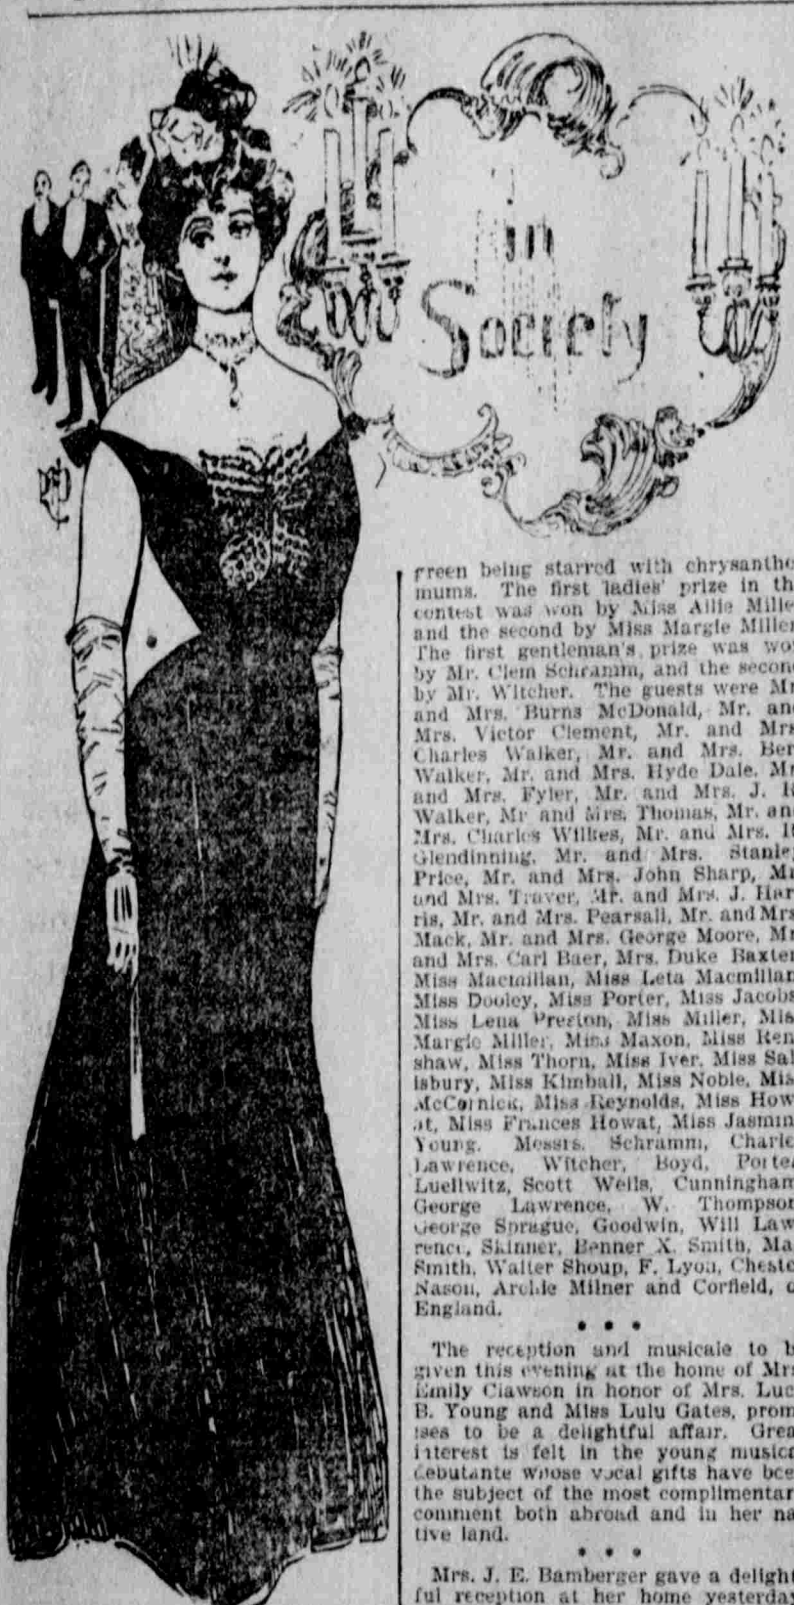 in
Society
green being starred with chrysanthe
mums. The first ladies' prize in th
contest was won by Miss Allie Mille
and the second by Miss Margie Miller
The first gentleman's prize was wo
by Mr. Clem Schramm, and the secon
by Mr. Witcher. The guests were Mr
and Mrs. Burns McDonald, Mr. an
Mrs. Victor Clement, Mr. and Mrs
Charles Walker, Mr. and Mrs. Ber
Walker, Mr. and Mrs. Hyde Dale, Mr
and Mrs. Fyler, Mr. and Mrs. J. R
Walker, Mr and Mrs. Thomas, Mr. an
Mrs. Charles Wilkes, Mr. and Mrs. R
Glendinning, Mr. and Mrs. Stanle
Price, Mr. and Mrs. John Sharp, Mr
and Mrs. Traver, Mr. and Mrs. J. Har
ris, Mr. and Mrs. Pearsall, Mr. and Mrs
Mack, Mr. and Mrs. George Moore, Mr
and Mrs. Carl Baer, Mrs. Duke Baxter
Miss Macmillan, Miss Leta Macmillan
Miss Dooley, Miss Porter, Miss Jacobs
Miss Lena Preston, Miss Miller, Mis
Margie Miller, Miss Maxon, Miss Ken
shaw, Miss Thorn, Miss Iver, Miss Sal
isbury, Miss Kimball, Miss Noble, Mis
McCornick, Miss Reynolds, Miss How
at, Miss Frances Howat, Miss Jasmin
Young. Messrs. Schramm, Charle
Lawrence, Witcher, Boyd, Porte
Luellwitz, Scott Wells, Cunningham
George Lawrence, W. Thompson
George Sprague, Goodwin, Will Law
rence, Skinner, Benner X. Smith, Ma
Smith, Walter Shoup, F. Lyon, Cheste
Nason, Archie Milner and Corfield, o
England.
• • •
The reception and musicale to b
given this evening at the home of Mrs
Emily Clawson in honor of Mrs. Luc
B. Young and Miss Lulu Gates, prom
ises to be a delightful affair. Grea
interest is felt in the young musica
debutante whose vocal gifts have bee
the subject of the most complimentar
comment both abroad and in her na
tive land.
• • •
Mrs. J. E. Bamberger gave a delight
ful reception at her home yesterday